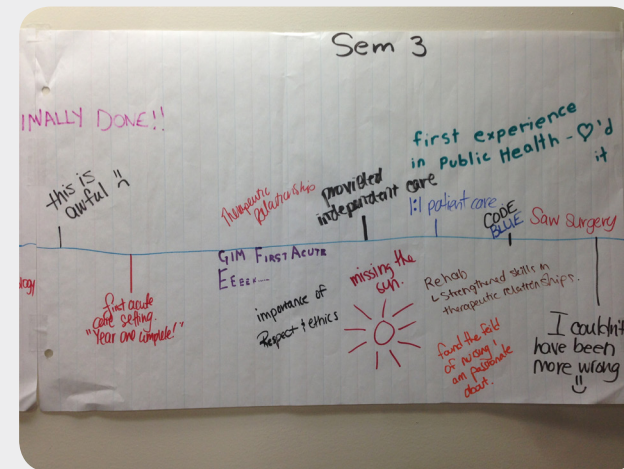 Sem 3
INALLY DONE!!
this is
awful :(
first acute
care setting.
"Year one complete!"
Therapeutic
Relationship
GIM FIRST ACUTE
EEEEK...
importance of
Respect & ethics
provided
independent care
missing the
sun.
first experience
in Public Health - ♡'d
it
1:1 patient care
Rehab
↳ Strengthened skills in
therapeutic relationships.
found the field
of nursing I
am passionate
about.
CODE
BLUE
Saw surgery
I couldn't
have been
more wrong